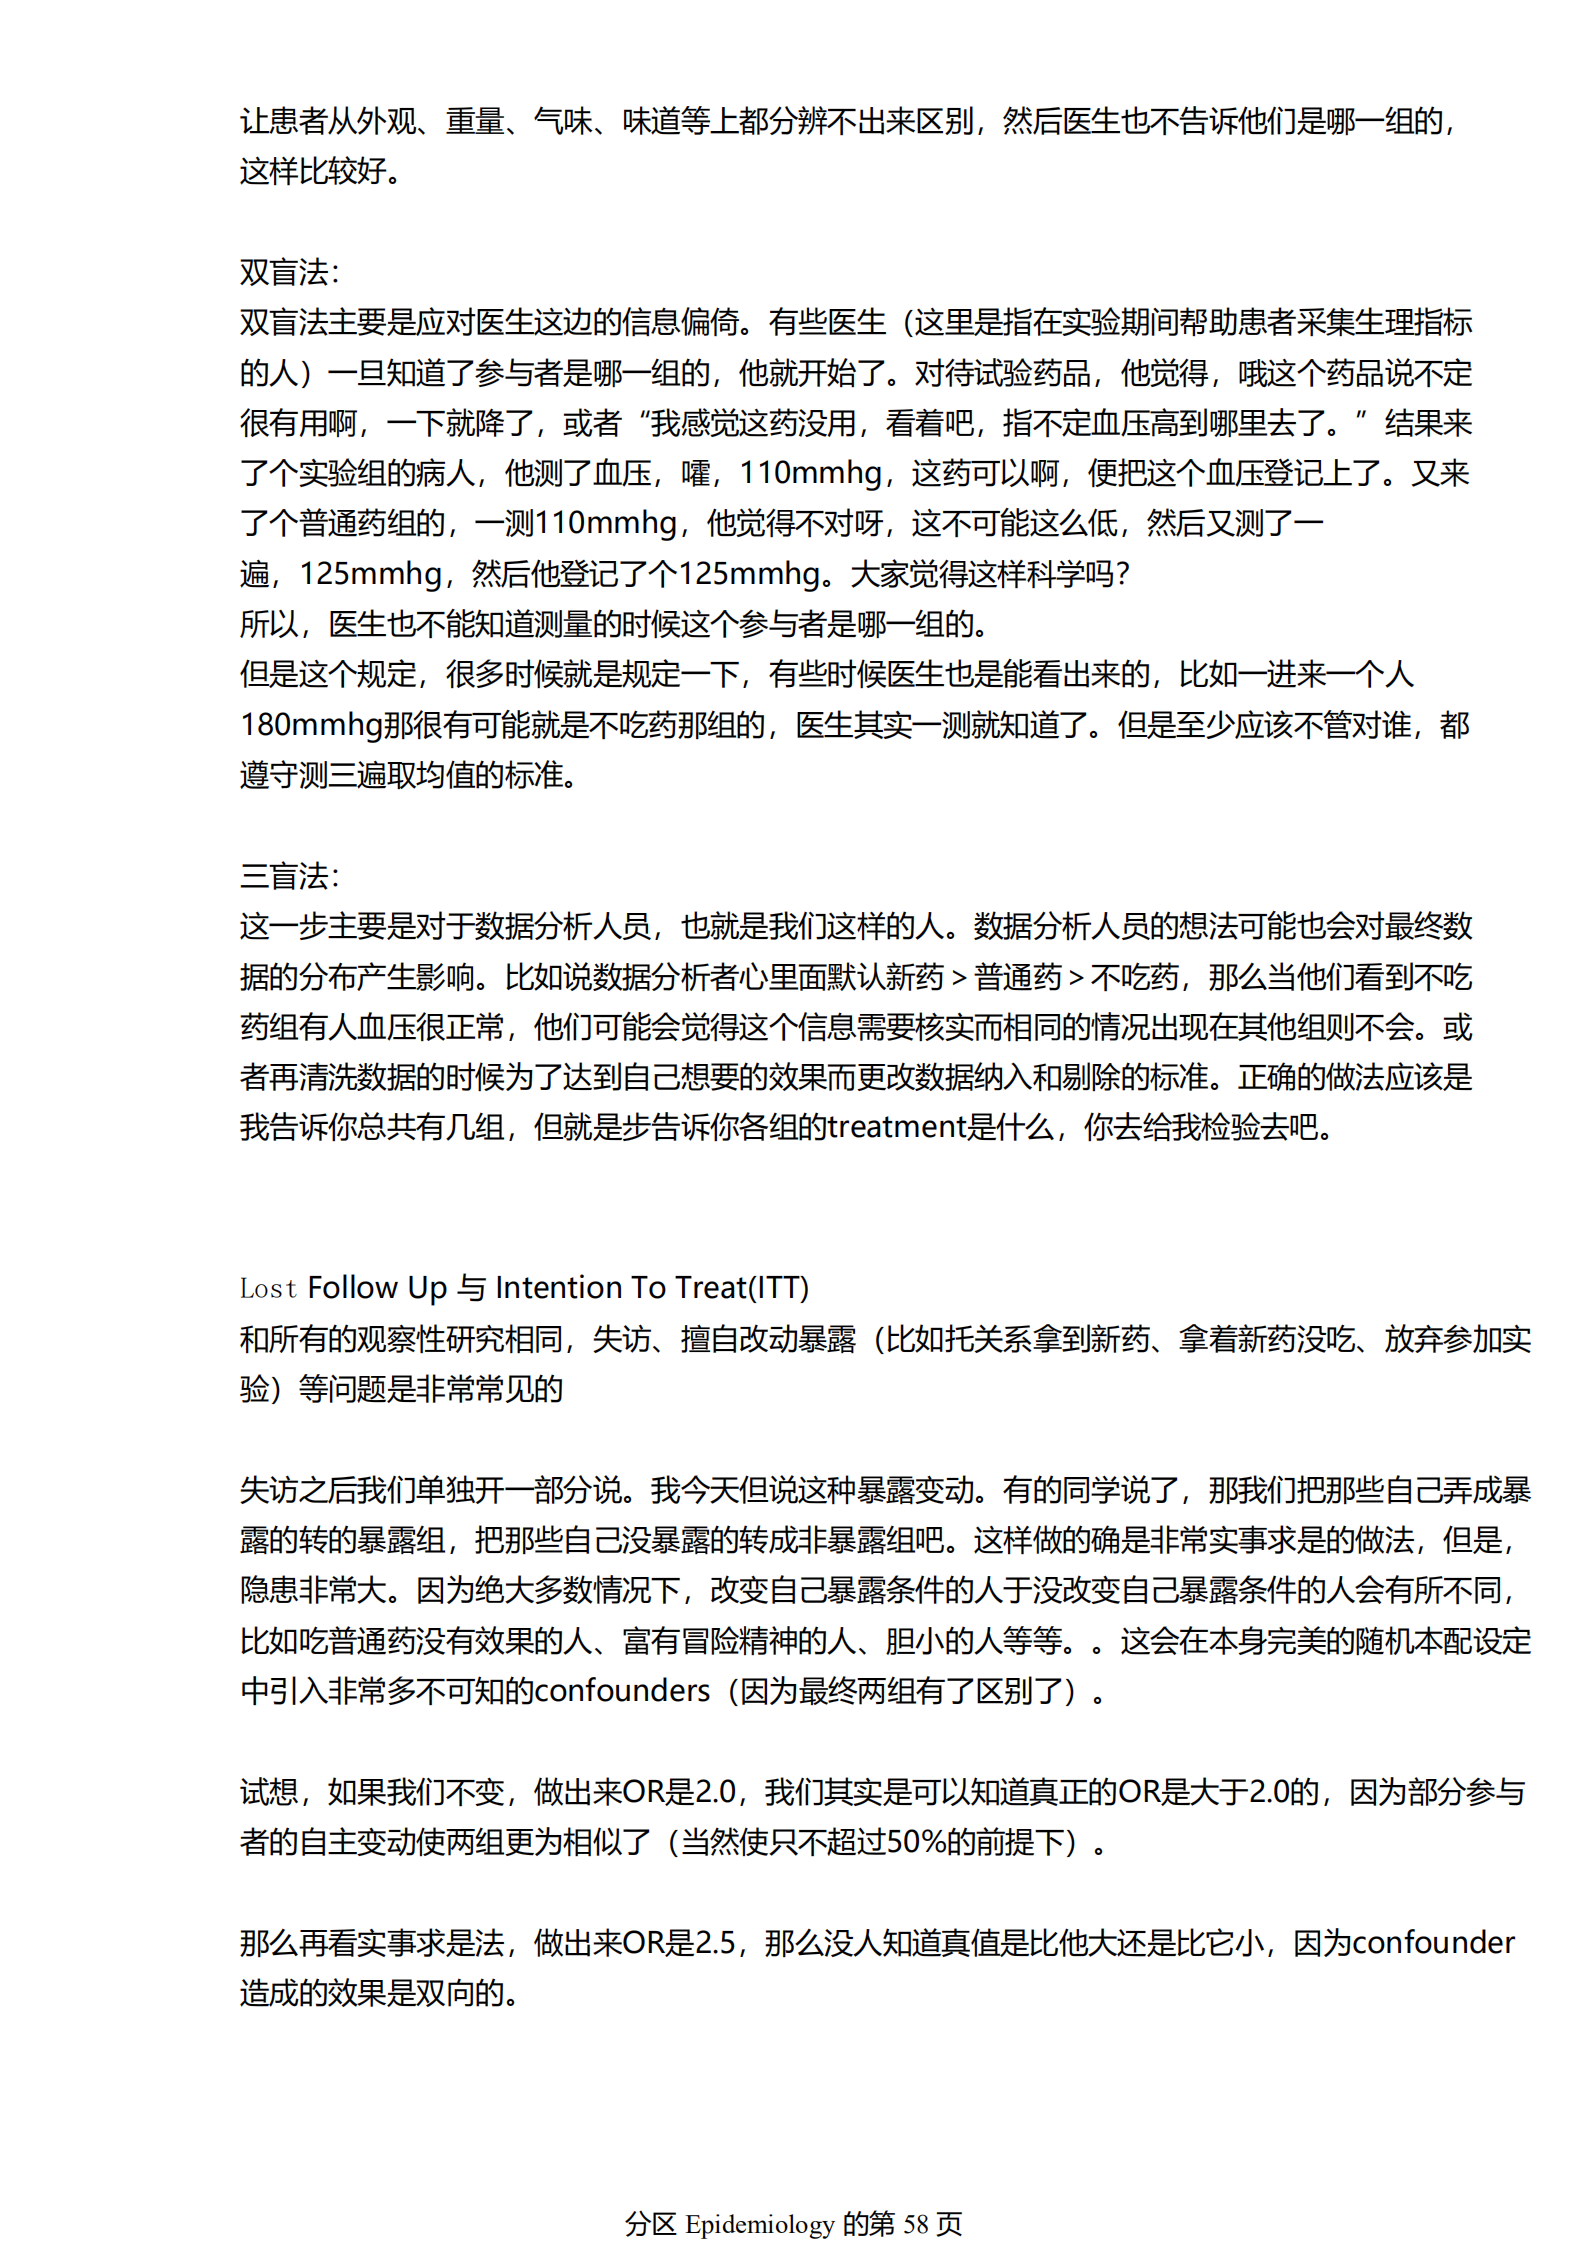 让患者从外观、重量、气味、味道等上都分辨不出来区别，然后医生也不告诉他们是哪一组的，
这样比较好。
双盲法：
双盲法主要是应对医生这边的信息偏倚。有些医生（这里是指在实验期间帮助患者采集生理指标
的人）一旦知道了参与者是哪一组的，他就开始了。对待试验药品，他觉得，哦这个药品说不定
很有用啊，一下就降了，或者“我感觉这药没用，看着吧，指不定血压高到哪里去了。”结果来
了个实验组的病人，他测了血压，嚯，110mmhg，这药可以啊，便把这个血压登记上了。又来
了个普通药组的，一测110mmhg，他觉得不对呀，这不可能这么低，然后又测了一
遍，125mmhg，然后他登记了个125mmhg。大家觉得这样科学吗？
所以，医生也不能知道测量的时候这个参与者是哪一组的。
但是这个规定，很多时候就是规定一下，有些时候医生也是能看出来的，比如一进来一个人
180mmhg那很有可能就是不吃药那组的，医生其实一测就知道了。但是至少应该不管对谁，都
遵守测三遍取均值的标准。
三盲法：
这一步主要是对于数据分析人员，也就是我们这样的人。数据分析人员的想法可能也会对最终数
据的分布产生影响。比如说数据分析者心里面默认新药＞普通药＞不吃药，那么当他们看到不吃
药组有人血压很正常，他们可能会觉得这个信息需要核实而相同的情况出现在其他组则不会。或
者再清洗数据的时候为了达到自己想要的效果而更改数据纳入和剔除的标准。正确的做法应该是
我告诉你总共有几组，但就是步告诉你各组的treatment是什么，你去给我检验去吧。
Lost Follow Up 与 Intention To Treat(ITT)
和所有的观察性研究相同，失访、擅自改动暴露（比如托关系拿到新药、拿着新药没吃、放弃参加实
验）等问题是非常常见的
失访之后我们单独开一部分说。我今天但说这种暴露变动。有的同学说了，那我们把那些自己弄成暴
露的转的暴露组，把那些自己没暴露的转成非暴露组吧。这样做的确是非常实事求是的做法，但是，
隐患非常大。因为绝大多数情况下，改变自己暴露条件的人于没改变自己暴露条件的人会有所不同，
比如吃普通药没有效果的人、富有冒险精神的人、胆小的人等等。。这会在本身完美的随机本配设定
中引入非常多不可知的confounders（因为最终两组有了区别了）。
试想，如果我们不变，做出来OR是2.0，我们其实是可以知道真正的OR是大于2.0的，因为部分参与
者的自主变动使两组更为相似了（当然使只不超过50%的前提下）。
那么再看实事求是法，做出来OR是2.5，那么没人知道真值是比他大还是比它小，因为confounder
造成的效果是双向的。
分区 Epidemiology 的第 58 页